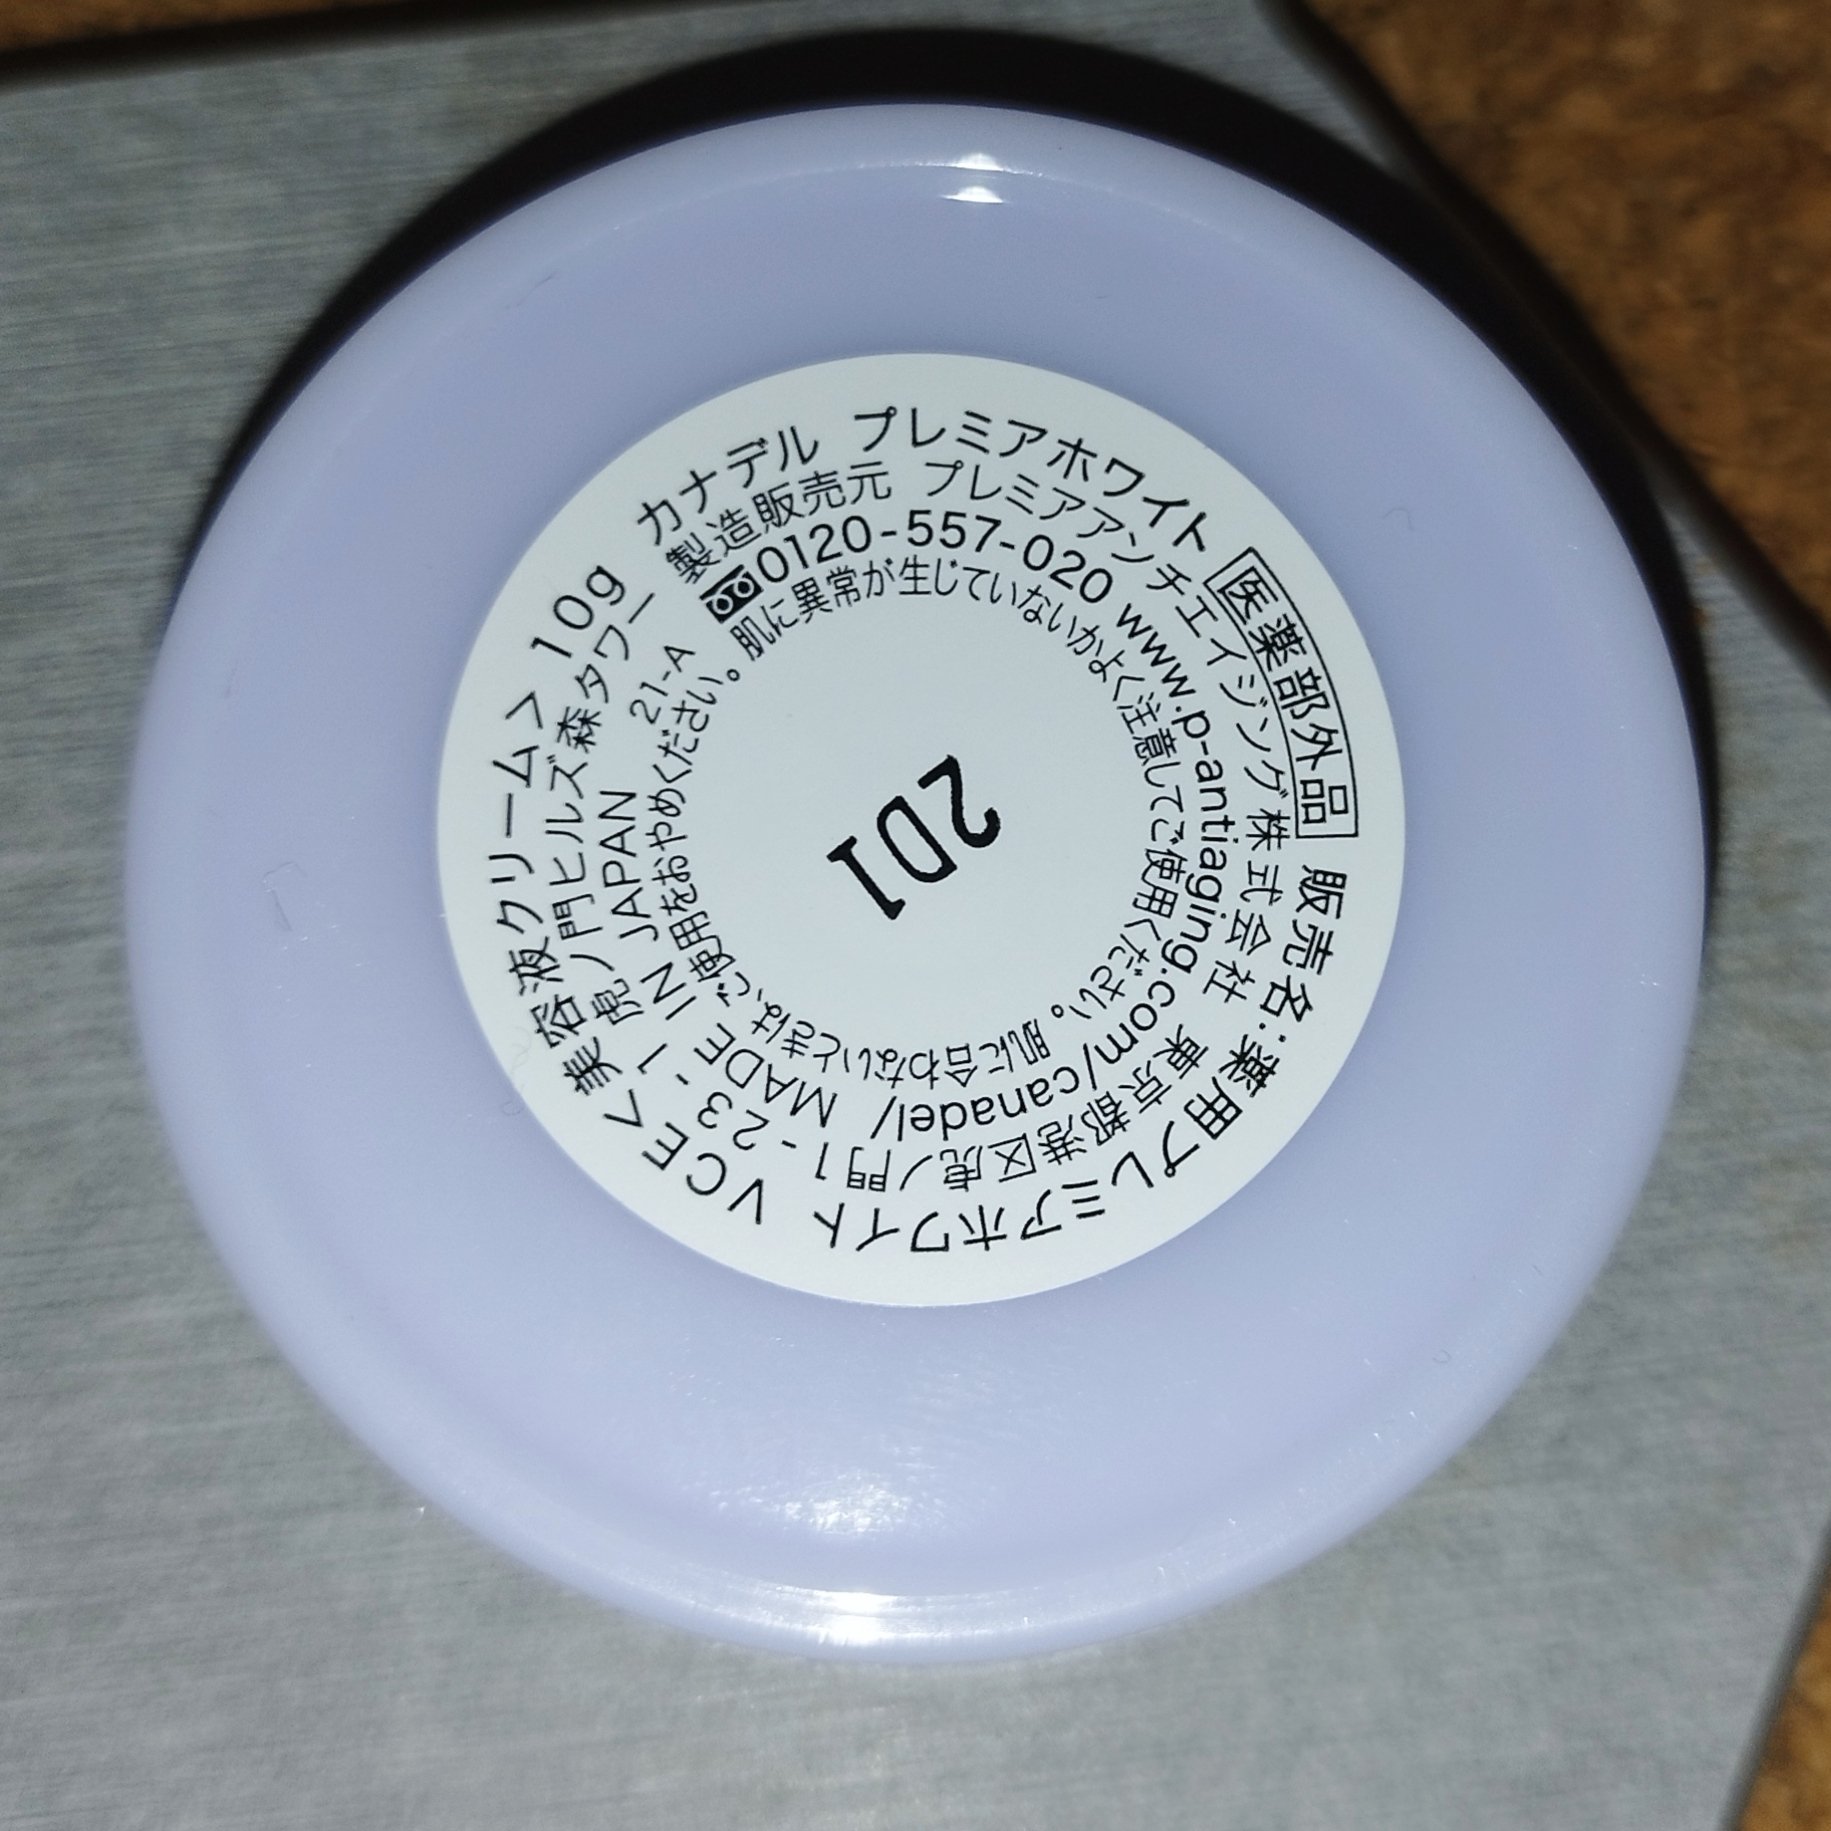 カナデル プレミアホワイト 医薬部外品 販売名:薬用プレミアホワイト VCE <美容液クリーム> 10g
製造販売元 プレミアアンチエイジング株式会社 東京都港区虎ノ門1-23-1 虎ノ門ヒルズ森タワー
0120-557-020 www.p-antiaging.com/canadel/ MADE IN JAPAN 21-A
肌に異常が生じていないかよく注意してご使用ください。肌に合わないときは、ご使用をおやめください。
2D1